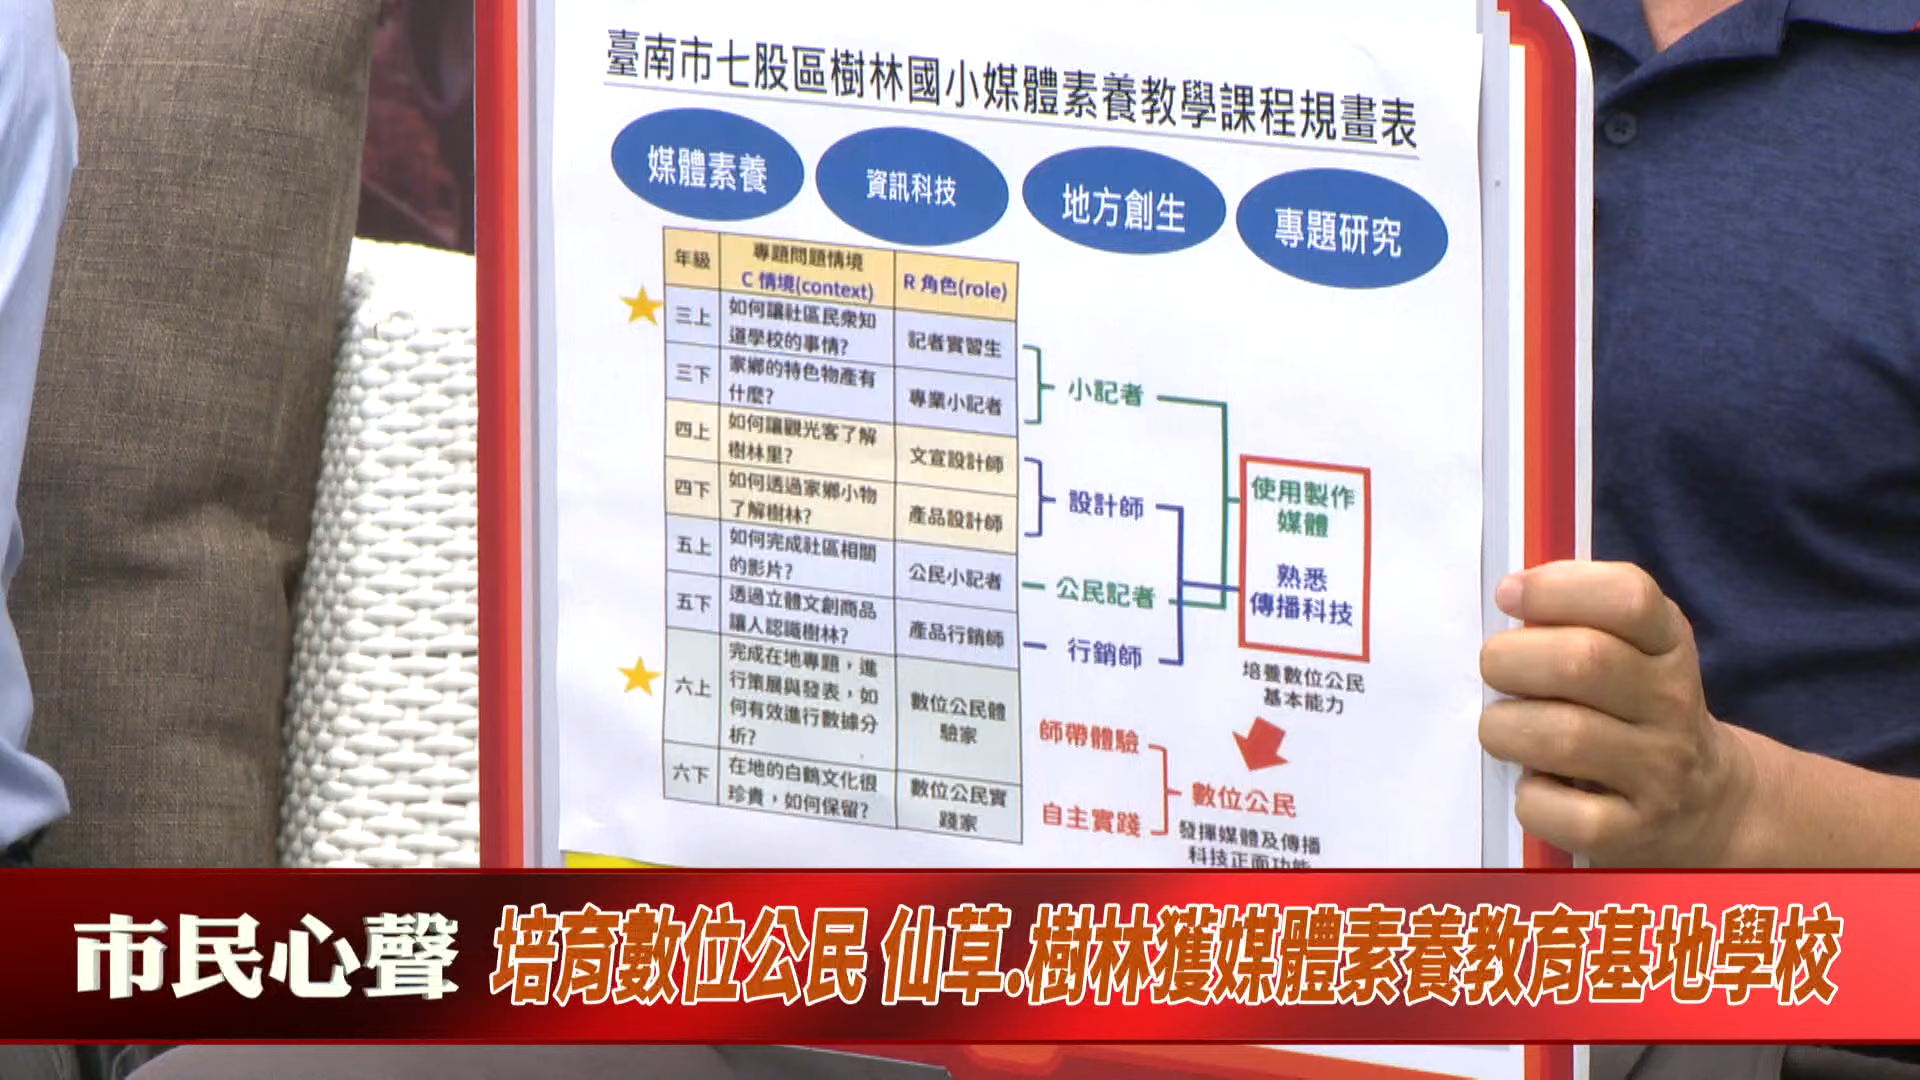 臺南市七股區樹林國小媒體素養教學課程規畫表
媒體素養
資訊科技
地方創生
專題研究
年級
專題問題情境
C 情境(context)
R 角色(role)
三上
如何讓社區民衆知
道學校的事情?
記者實習生
三下
家鄉的特色物產有
什麼?
專業小記者
四上
如何讓觀光客了解
樹林里?
文宣設計師
四下
如何透過家鄉小物
了解樹林?
產品設計師
五上
如何完成社區相關
的影片?
公民小記者
五下
透過立體文創商品
讓人認識樹林?
產品行銷師
六上
完成在地專題，進
行策展與發表，如
何有效進行數據分
析?
數位公民體
驗家
六下
在地的白鶴文化很
珍貴，如何保留?
數位公民實
踐家
小記者
設計師
公民記者
行銷師
使用製作
媒體
熟悉
傳播科技
培養數位公民
基本能力
師帶體驗
自主實踐
數位公民
發揮媒體及傳播
科技正面功能
市民心聲
培育數位公民 仙草.樹林獲媒體素養教育基地學校